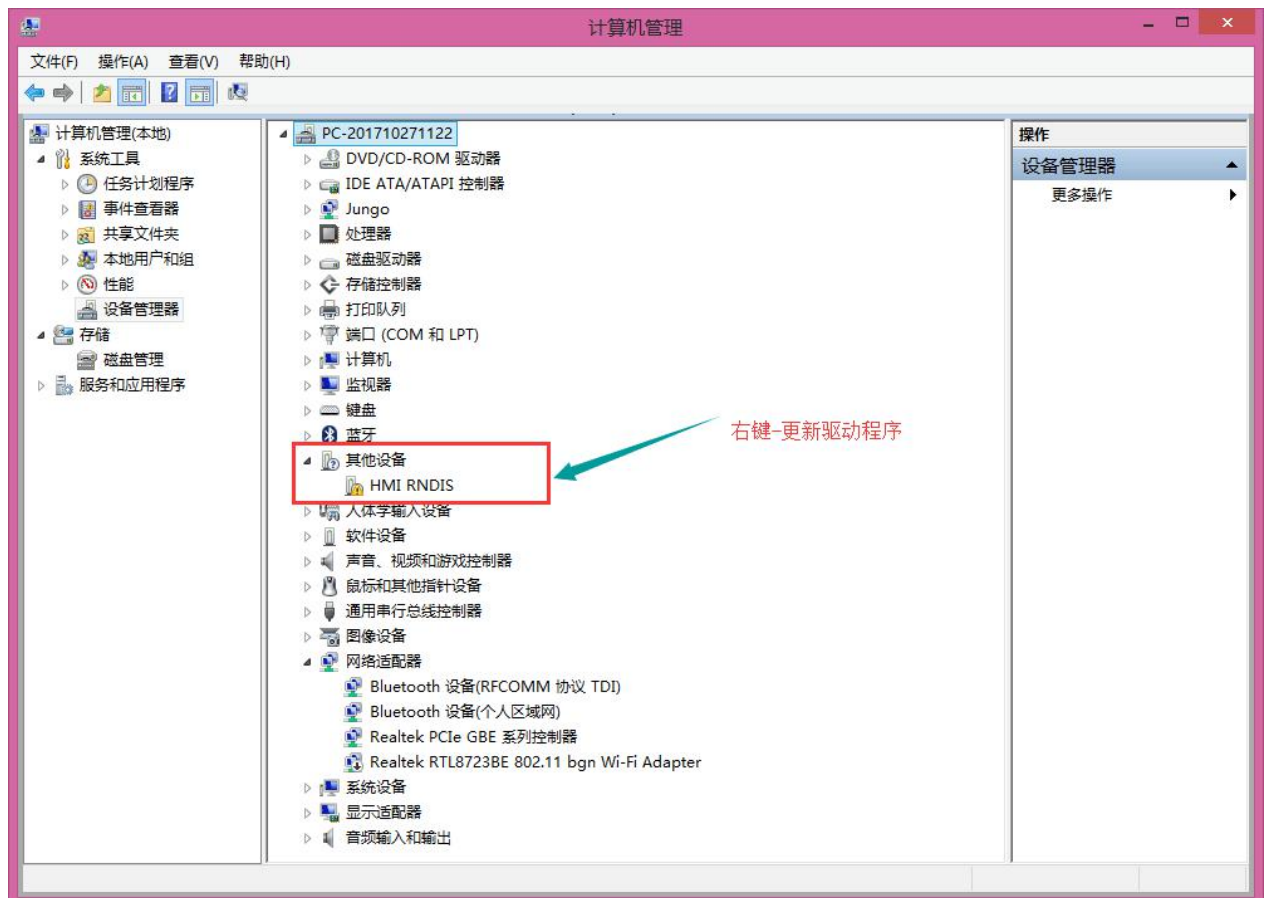 计算机管理
文件(F) 操作(A) 查看(V) 帮助(H)
计算机管理(本地)
系统工具
任务计划程序
事件查看器
共享文件夹
本地用户和组
性能
设备管理器
存储
磁盘管理
服务和应用程序
PC-201710271122
DVD/CD-ROM 驱动器
IDE ATA/ATAPI 控制器
Jungo
处理器
磁盘驱动器
存储控制器
打印队列
端口 (COM 和 LPT)
计算机
监视器
键盘
蓝牙
其他设备
HMI RNDIS
人体学输入设备
软件设备
声音、视频和游戏控制器
鼠标和其他指针设备
通用串行总线控制器
图像设备
网络适配器
Bluetooth 设备(RFCOMM 协议 TDI)
Bluetooth 设备(个人区域网)
Realtek PCIe GBE 系列控制器
Realtek RTL8723BE 802.11 bgn Wi-Fi Adapter
系统设备
显示适配器
音频输入和输出
右键-更新驱动程序
操作
设备管理器
更多操作